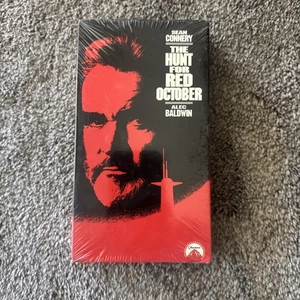 SEAN
CONNERY
THE
HUNT
FOR
RED
OCTOBER
ALEC
BALDWIN